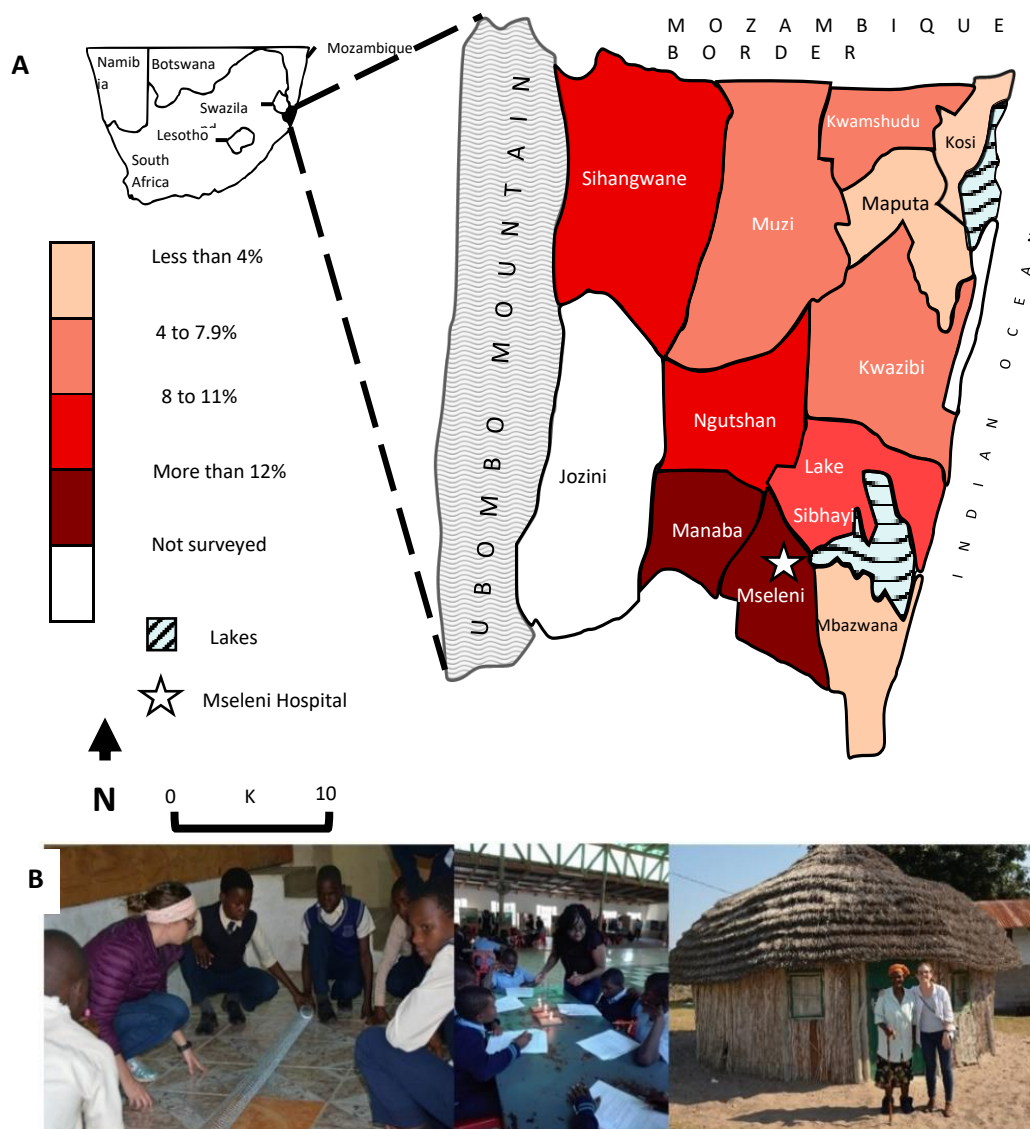 A
M O Z A M B I Q U E
B O R D E R
Mozambique
Namib
ia
Botswana
Swazila
Lesotho
South
Africa
Less than 4%
4 to 7.9%
8 to 11%
More than 12%
Not surveyed
Lakes
Mseleni Hospital
N
0 K 10
U B O M B O M O U N T A I N
Sihangwane
Muzi
Kwamshudu
Kosi
Maputa
Kwazibi
Ngutshan
Jozini
Manaba
Mseleni
Lake
Sibhayi
Mbazwana
I N D I A N O C E A N
B